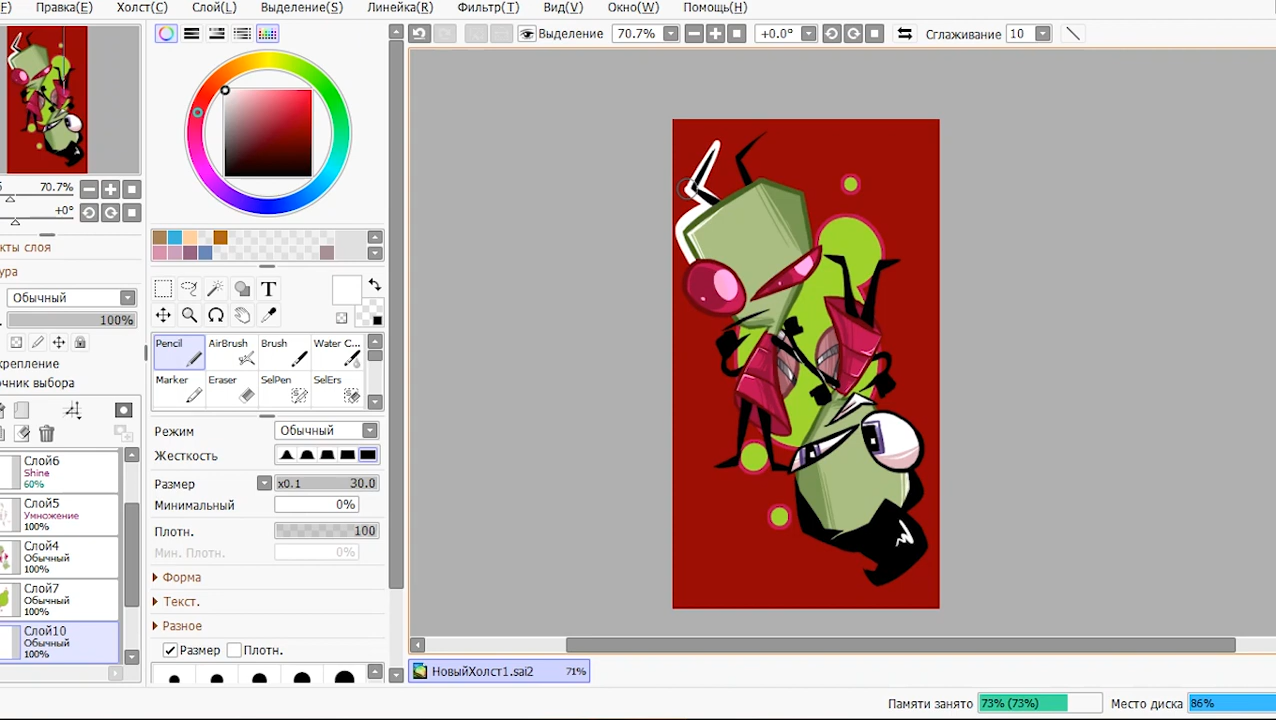 F) Правка(E) Холст(C) Слой(L) Выделение(S) Линейка(R) Фильтр(T) Вид(V) Окно(W) Помощь(H)
Выделение 70.7% +0.0° Сглаживание 10
70.7%
+0°
кты слоя
ура
Обычный
100%
крепление
очник выбора
Слой6
Shine
60%
Слой5
Умножение
100%
Слой4
Обычный
100%
Слой7
Обычный
100%
Слой10
Обычный
100%
T
Pencil AirBrush Brush Water C...
Marker Eraser SelPen SelErs
Режим Обычный
Жесткость
Размер x0.1 30.0
Минимальный 0%
Плотн. 100
Мин. Плотн. 0%
Форма
Текст.
Разное
Размер Плотн.
НовыйХолст1.sai2 71%
Памяти занято 73% (73%) Место диска 86%